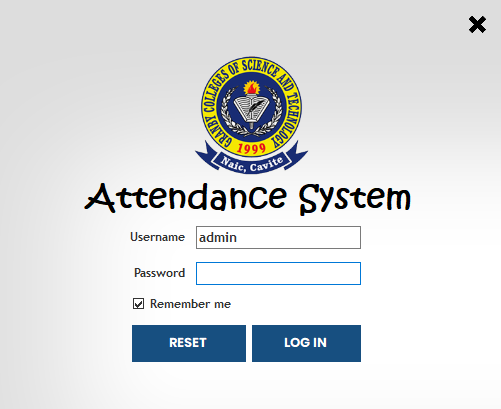 GRANBY COLLEGES OF SCIENCE AND TECHNOLOGY
1999
Naic, Cavite
Attendance System
Username admin
Password
Remember me
RESET LOG IN